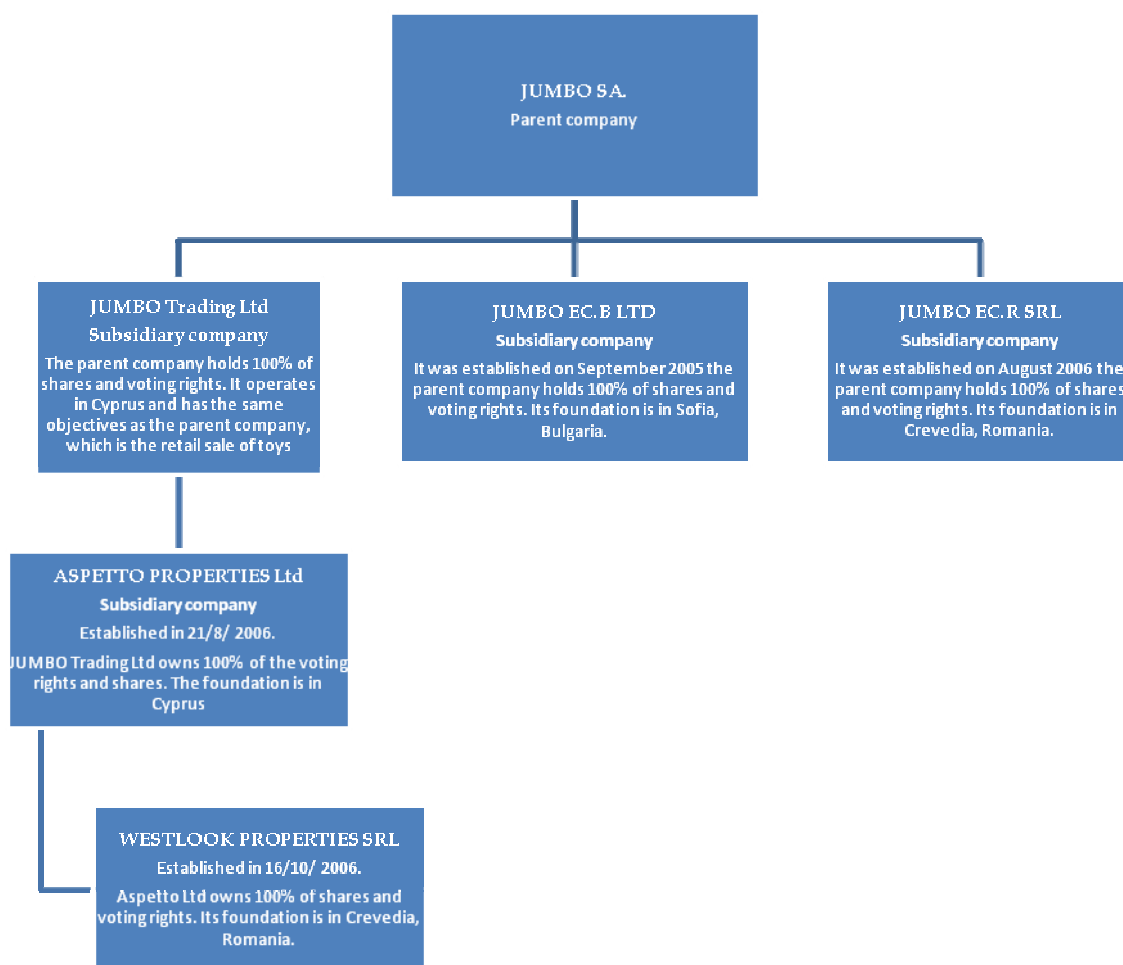 JUMBO SA.
Parent company
JUMBO Trading Ltd
Subsidiary company
The parent company holds 100% of
shares and voting rights. It operates
in Cyprus and has the same
objectives as the parent company,
which is the retail sale of toys
JUMBO EC.B LTD
Subsidiary company
It was established on September 2005 the
parent company holds 100% of shares and
voting rights. Its foundation is in Sofia,
Bulgaria.
JUMBO EC.R SRL
Subsidiary company
It was established on August 2006 the
parent company holds 100% of shares
and voting rights. Its foundation is in
Crevedia, Romania.
ASPETTO PROPERTIES Ltd
Subsidiary company
Established in 21/8/ 2006.
JUMBO Trading Ltd owns 100% of the voting
rights and shares. The foundation is in
Cyprus
WESTLOOK PROPERTIES SRL
Established in 16/10/ 2006.
Aspetto Ltd owns 100% of shares and
voting rights. Its foundation is in Crevedia,
Romania.